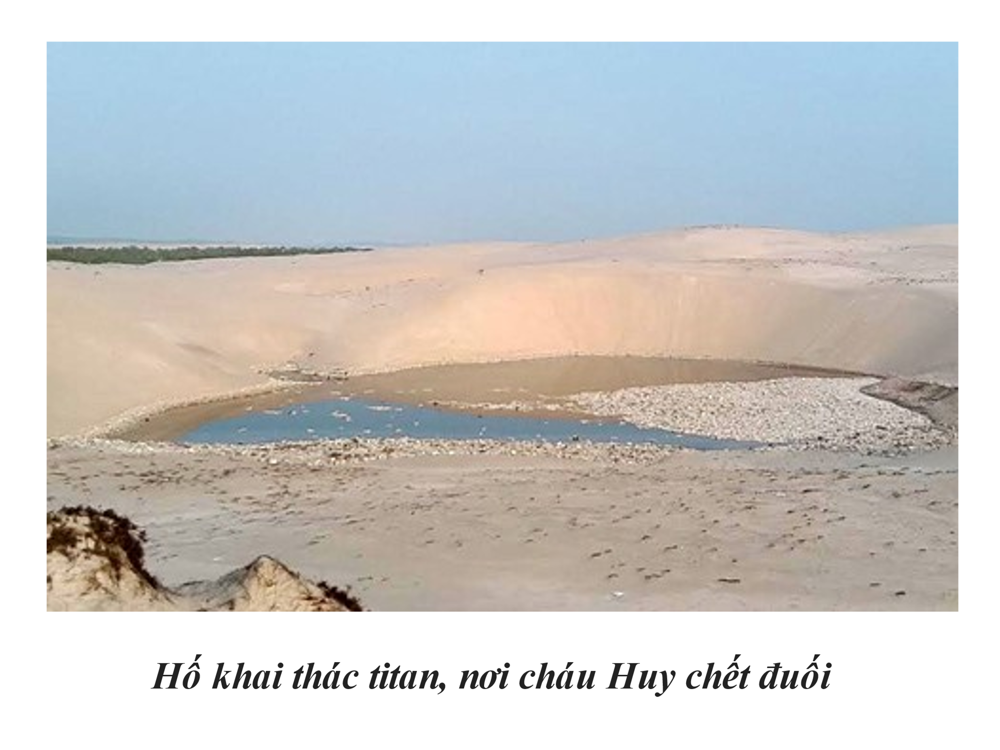 Hố khai thác titan, nơi cháu Huy chết đuối